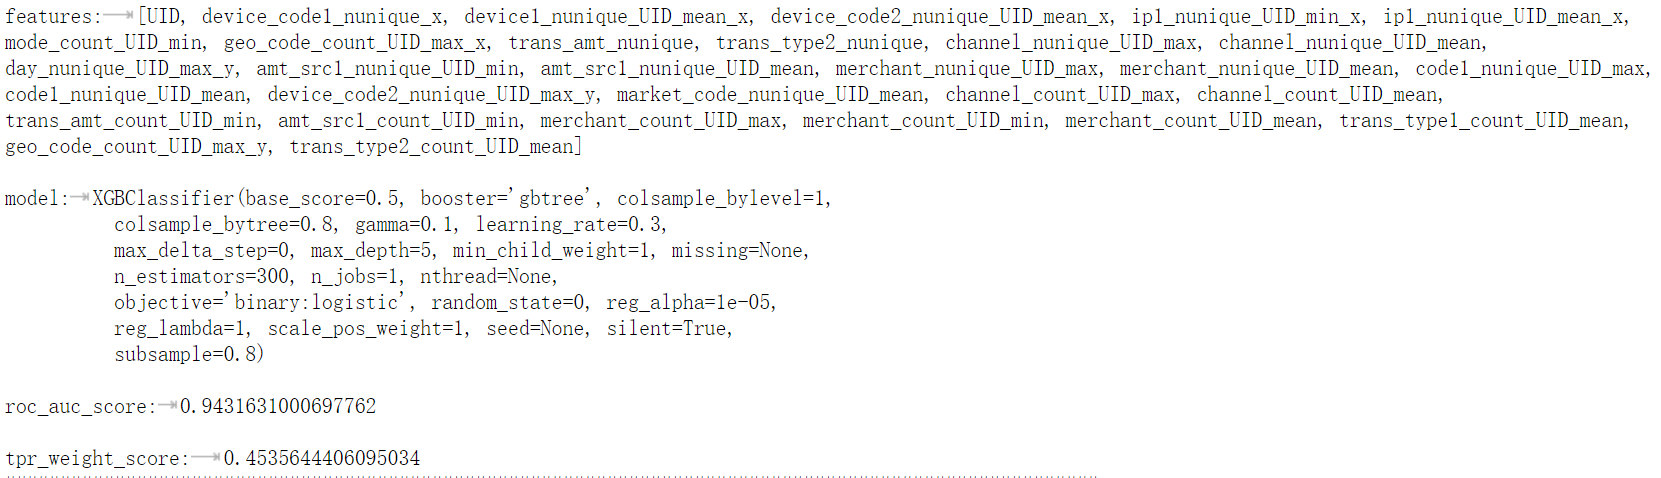 features: [UID, device_code1_nunique_x, device1_nunique_UID_mean_x, device_code2_nunique_UID_mean_x, ip1_nunique_UID_min_x, ip1_nunique_UID_mean_x,
mode_count_UID_min, geo_code_count_UID_max_x, trans_amt_nunique, trans_type2_nunique, channel_nunique_UID_max, channel_nunique_UID_mean,
day_nunique_UID_max_y, amt_src1_nunique_UID_min, amt_src1_nunique_UID_mean, merchant_nunique_UID_max, merchant_nunique_UID_mean, code1_nunique_UID_max,
code1_nunique_UID_mean, device_code2_nunique_UID_max_y, market_code_nunique_UID_mean, channel_count_UID_max, channel_count_UID_mean,
trans_amt_count_UID_min, amt_src1_count_UID_min, merchant_count_UID_max, merchant_count_UID_min, merchant_count_UID_mean, trans_type1_count_UID_mean,
geo_code_count_UID_max_y, trans_type2_count_UID_mean]
model: XGBClassifier(base_score=0.5, booster='gbtree', colsample_bylevel=1,
colsample_bytree=0.8, gamma=0.1, learning_rate=0.3,
max_delta_step=0, max_depth=5, min_child_weight=1, missing=None,
n_estimators=300, n_jobs=1, nthread=None,
objective='binary:logistic', random_state=0, reg_alpha=1e-05,
reg_lambda=1, scale_pos_weight=1, seed=None, silent=True,
subsample=0.8)
roc_auc_score: 0.9431631000697762
tpr_weight_score: 0.4535644406095034